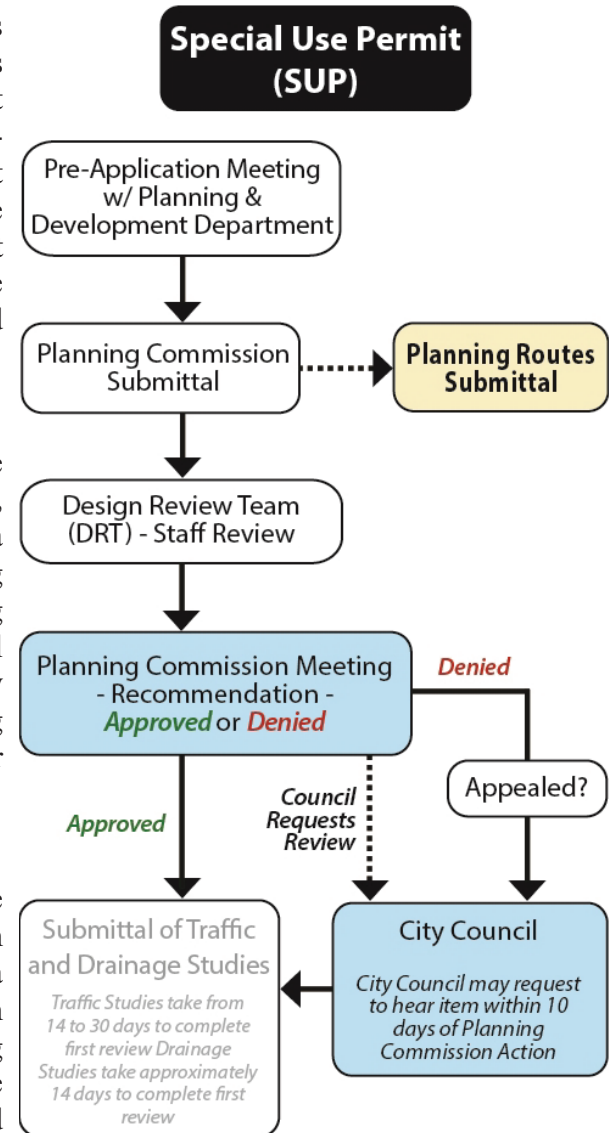 Special Use Permit
(SUP)
Pre-Application Meeting
w/ Planning &
Development Department
Planning Commission
Submittal
Planning Routes
Submittal
Design Review Team
(DRT) - Staff Review
Planning Commission Meeting
- Recommendation -
Approved or Denied
Denied
Appealed?
Council
Requests
Review
Approved
Submittal of Traffic
and Drainage Studies
Traffic Studies take from
14 to 30 days to complete
first review Drainage
Studies take approximately
14 days to complete first
review
City Council
City Council may request
to hear item within 10
days of Planning
Commission Action